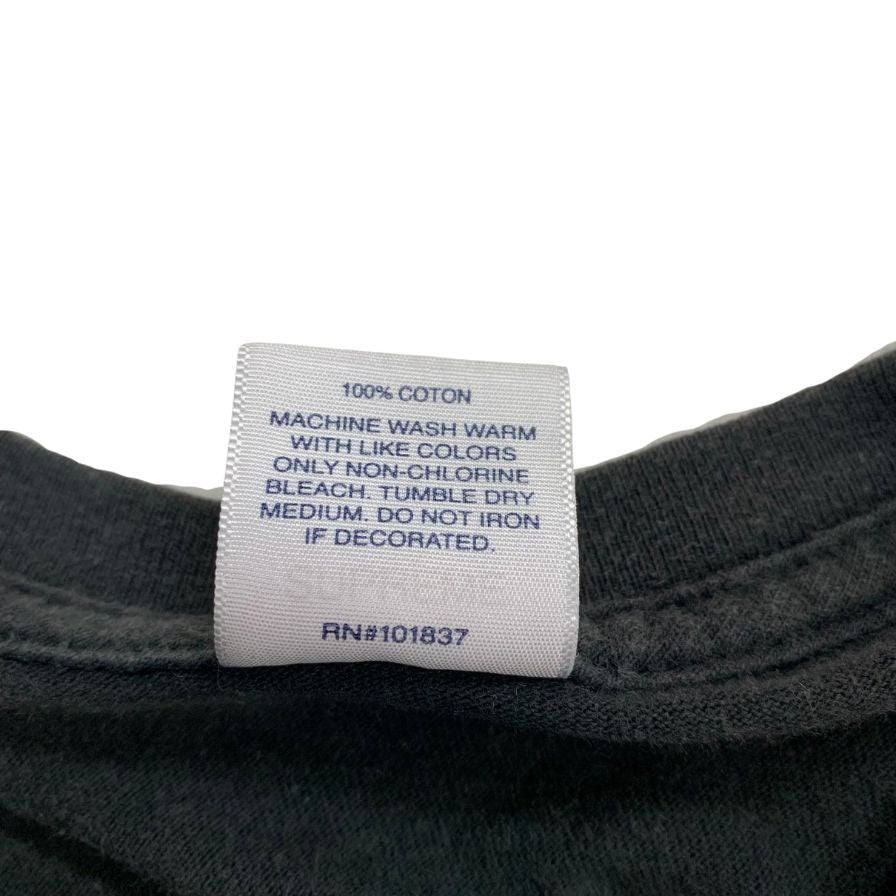 100% COTON
MACHINE WASH WARM
WITH LIKE COLORS
ONLY NON-CHLORINE
BLEACH. TUMBLE DRY
MEDIUM. DO NOT IRON
IF DECORATED.
RN#101837